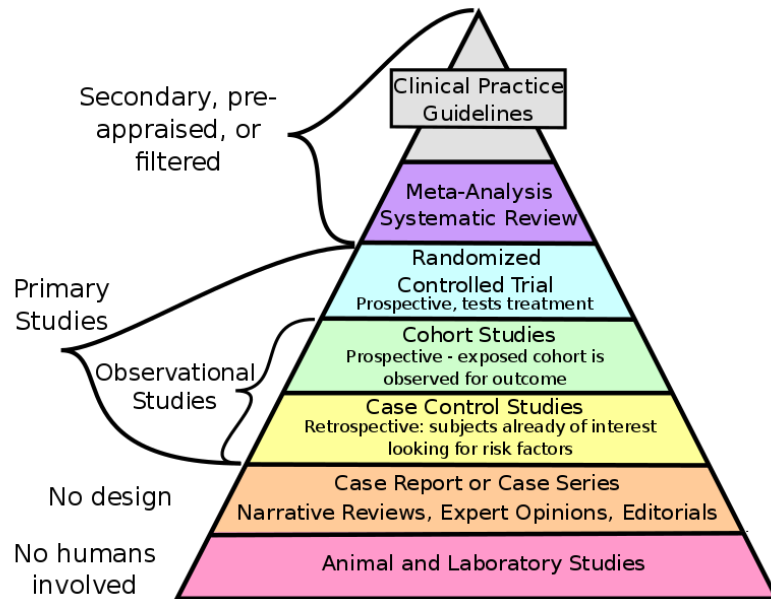 Clinical Practice
Guidelines
Secondary, pre-
appraised, or
filtered
Meta-Analysis
Systematic Review
Randomized
Controlled Trial
Prospective, tests treatment
Primary
Studies
Cohort Studies
Prospective - exposed cohort is
observed for outcome
Observational
Studies
Case Control Studies
Retrospective: subjects already of interest
looking for risk factors
No design
Case Report or Case Series
Narrative Reviews, Expert Opinions, Editorials
No humans
involved
Animal and Laboratory Studies